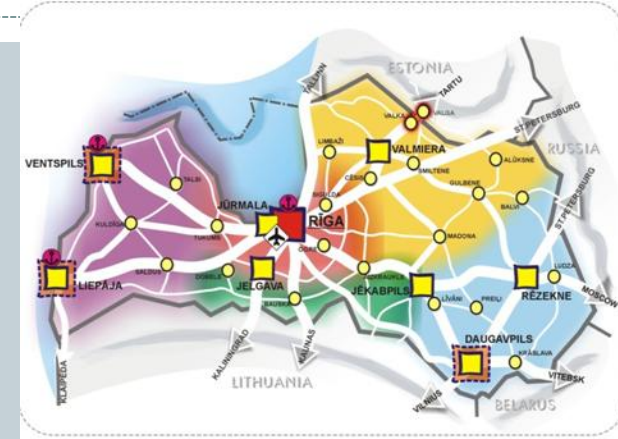 ESTONIA
TALLINN
TARTU
VALKA
VALGA
ST.PETERSBURG
RUSSIA
LIMBAŽI
VALMIERA
VENTSPILS
TALSI
CĒSIS
SMILTENE
ALŪKSNE
SIGULDA
GULBENE
BALVI
ST.PETERSBURG
JŪRMALA
RĪGA
KULDĪGA
TUKUMS
OGRE
MADONA
SALDUS
DOBELE
JELGAVA
AIZKRAUKLE
LUDZA
LIEPĀJA
JĒKABPILS
RĒZEKNE
MOSCOW
BAUSKA
LĪVĀNI
PREIĻI
KLAIPEDA
KALININGRAD
KAUNAS
DAUGAVPILS
KRĀSLAVA
LITHUANIA
VITEBSK
VILNIUS
BELARUS